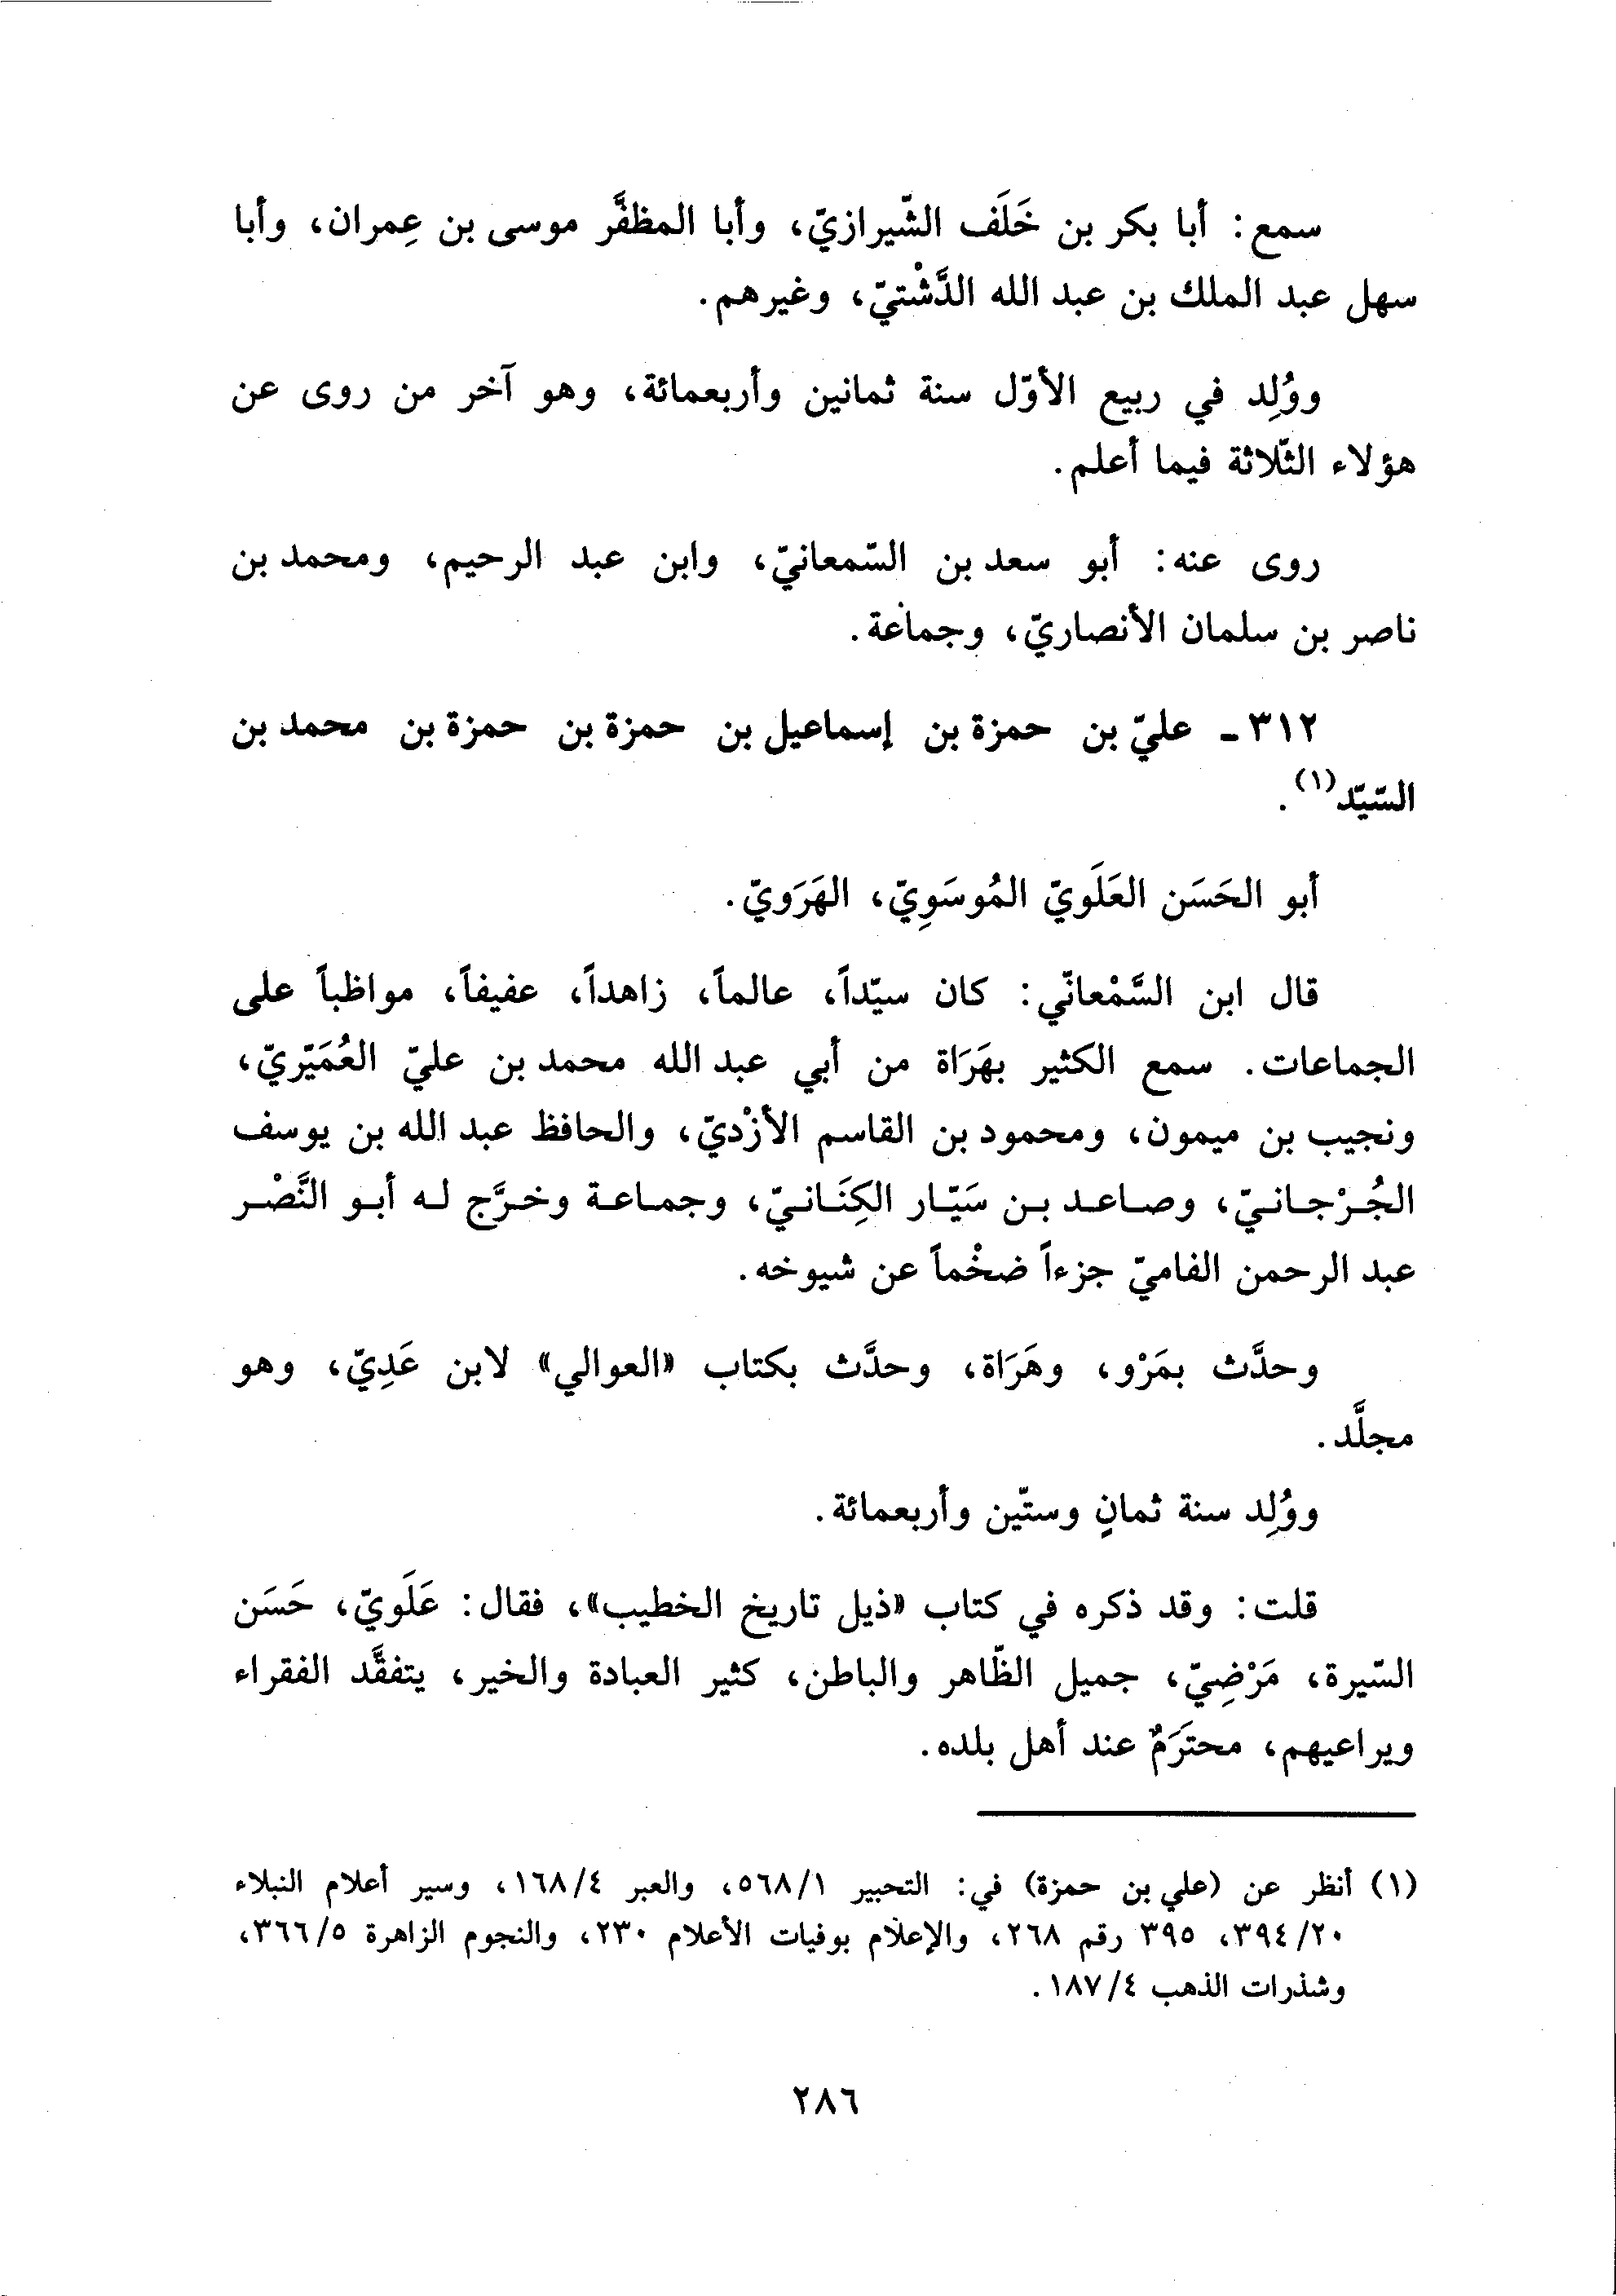 سمع: أبا بكر بن خَلَف الشّيرازيّ، وأبا المظفَّر موسى بن عِمران، وأبا
سهل عبد الملك بن عبد الله الدَّشْتيّ، وغيرهم.
ووُلِد في ربيع الأوّل سنة ثمانين وأربعمائة، وهو آخر من روى عن
هؤلاء الثّلاثة فيما أعلم.
روى عنه: أبو سعد بن السّمعانيّ، وابن عبد الرحيم، ومحمد بن
ناصر بن سلمان الأنصاريّ، وجماعة.
٣١٢ - عليّ بن حمزة بن إسماعيل بن حمزة بن حمزة بن محمد بن
السّيّد(١).
أبو الحَسَن العَلَويّ المُوسَوِيّ، الهَرَويّ.
قال ابن السَّمْعانّي: كان سيّداً، عالماً، زاهداً، عفيفاً، مواظباً على
الجماعات. سمع الكثير بهَرَاة من أبي عبد الله محمد بن عليّ العُمَيّريّ،
ونجيب بن ميمون، ومحمود بن القاسم الأزْديّ، والحافظ عبد الله بن يوسف
الجُرْجانيّ، وصاعد بن سَيّار الكِنَانيّ، وجماعة وخرَّج له أبو النَّضْر
عبد الرحمن الفاميّ جزءاً ضخْماً عن شيوخه.
وحدَّث بمَرْو، وهَرَاة، وحدَّث بكتاب «العوالي» لابن عَدِيّ، وهو
مجلَّد.
ووُلِد سنة ثمانٍ وستّين وأربعمائة.
قلت: وقد ذكره في كتاب «ذيل تاريخ الخطيب»، فقال: عَلَويّ، حَسَن
السّيرة، مَرْضِيّ، جميل الظّاهر والباطن، كثير العبادة والخير، يتفقَّد الفقراء
ويراعيهم، محتَرَمٌ عند أهل بلده.
(١) أنظر عن (علي بن حمزة) في: التحبير ٥٦٨/١، والعبر ١٦٨/٤، وسير أعلام النبلاء
٣٩٤/٢٠، ٣٩٥ رقم ٢٦٨، والإعلام بوفيات الأعلام ٢٣٠، والنجوم الزاهرة ٣٦٦/٥،
وشذرات الذهب ١٨٧/٤.
٢٨٦